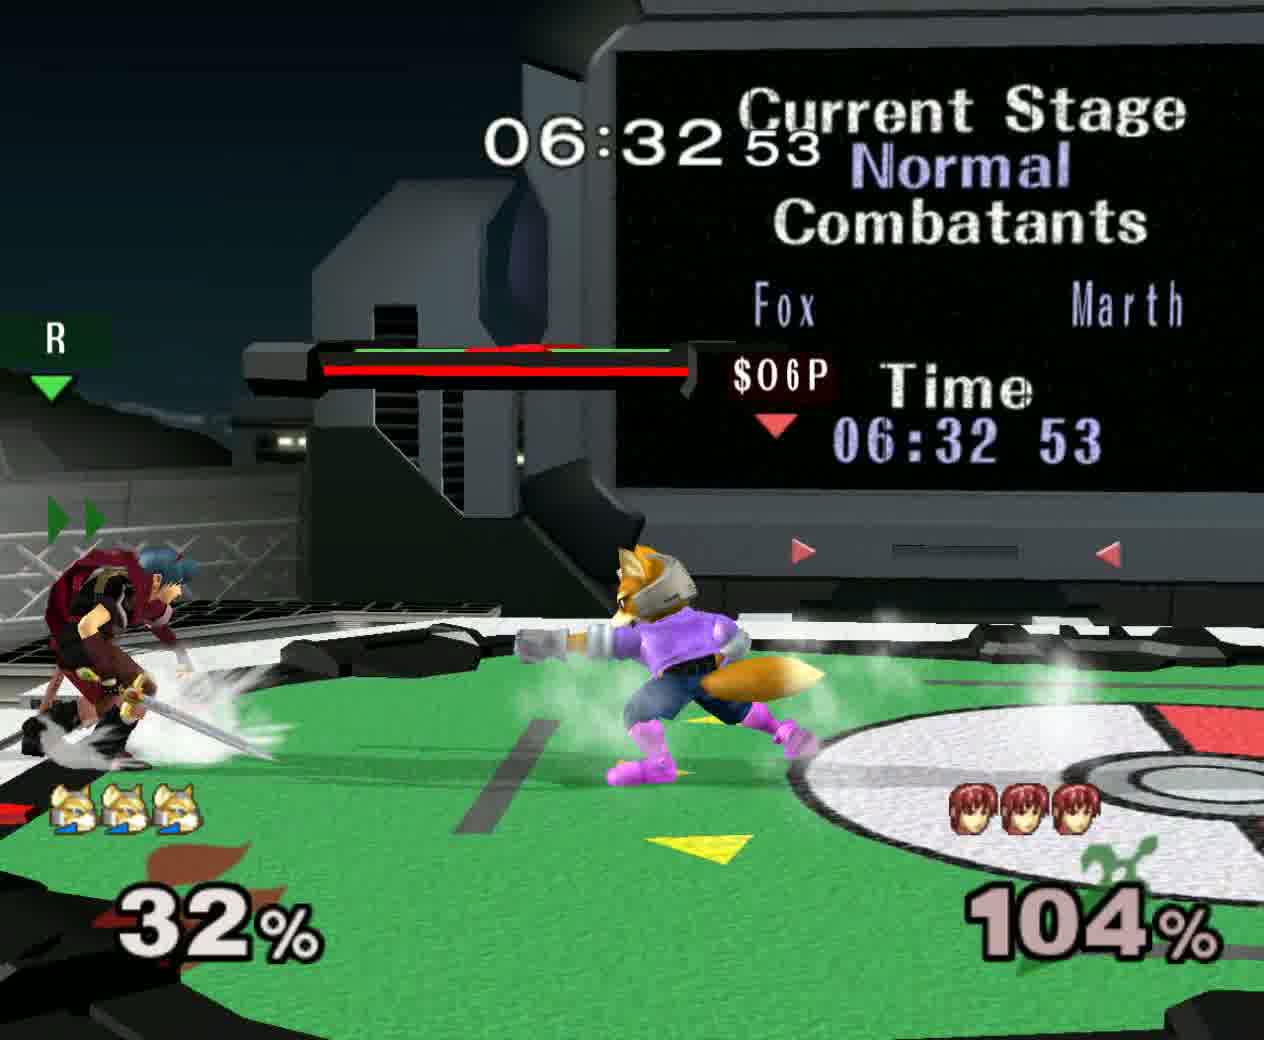 Current Stage
06:32 53
Normal
Combatants
Fox Marth
R
$06P
Time
06:32 53
32%
104%